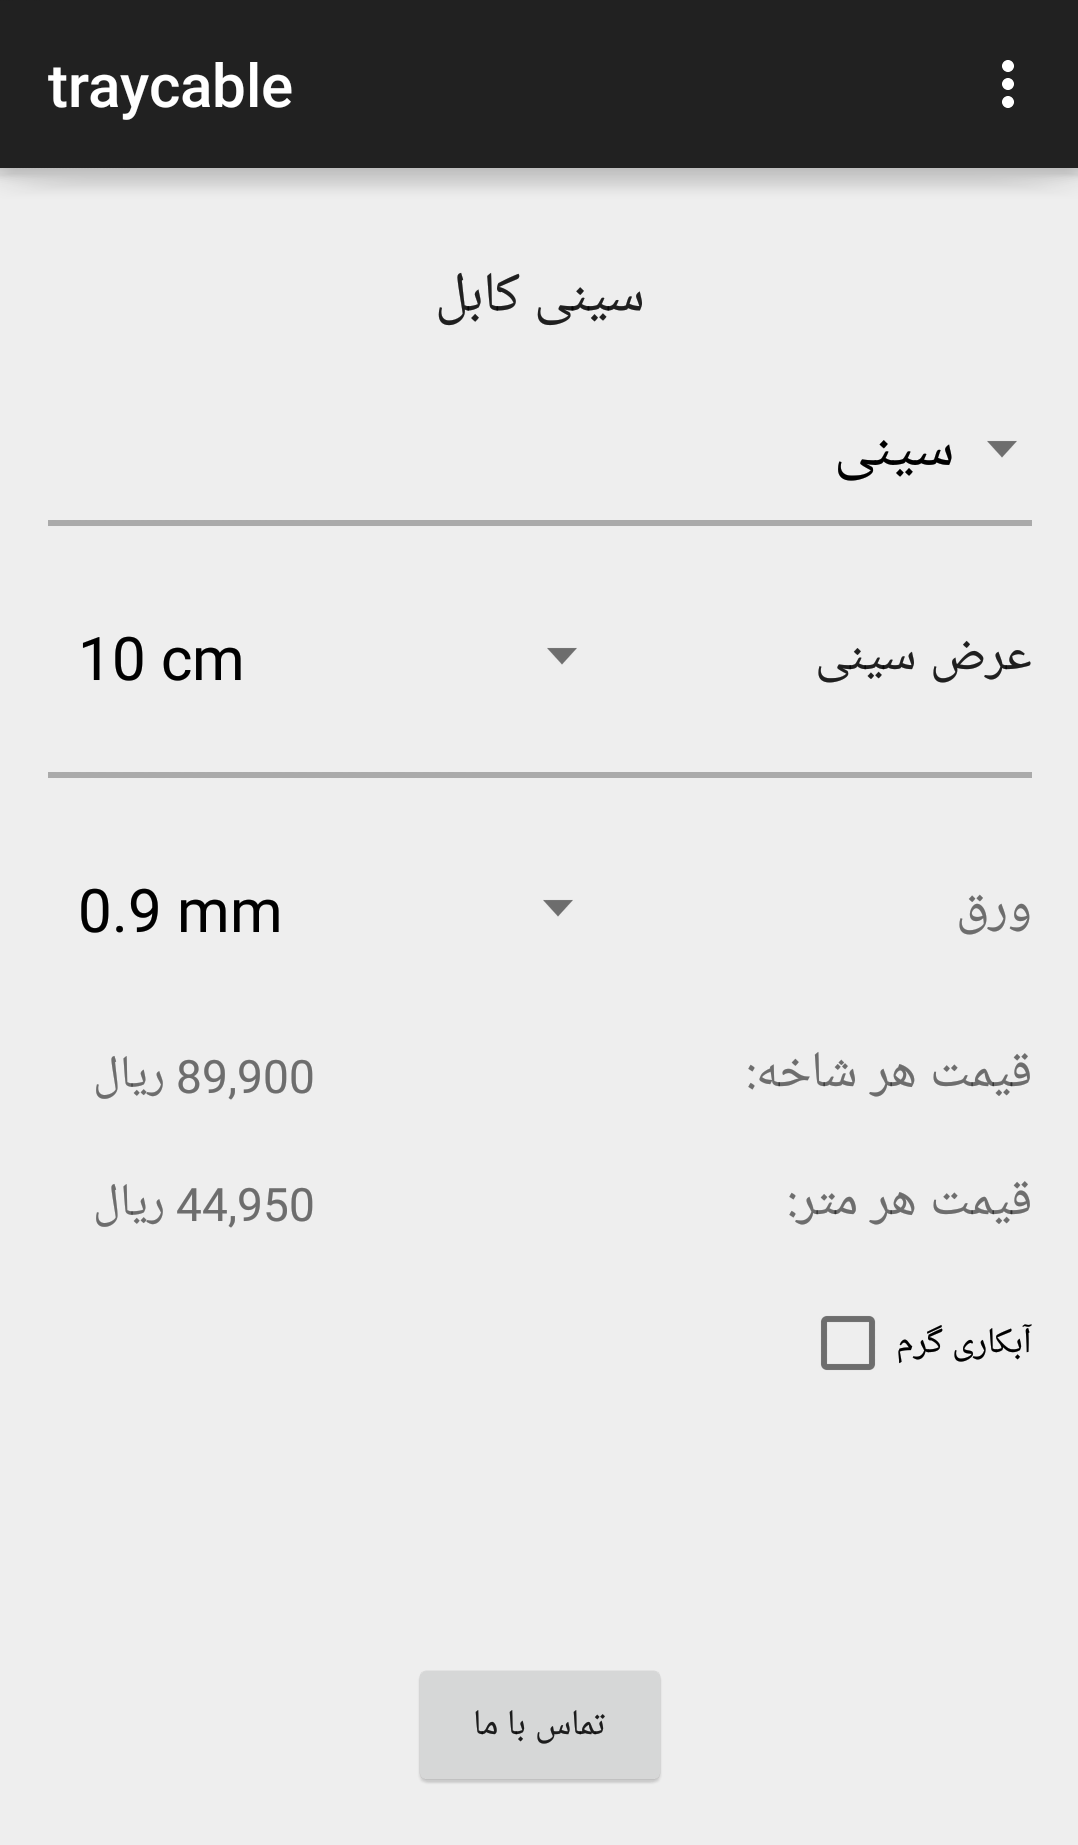 traycable
سینی کابل
سینی
عرض سینی 10 cm
ورق 0.9 mm
قیمت هر شاخه: 89,900 ریال
قیمت هر متر: 44,950 ریال
آبکاری گرم
تماس با ما